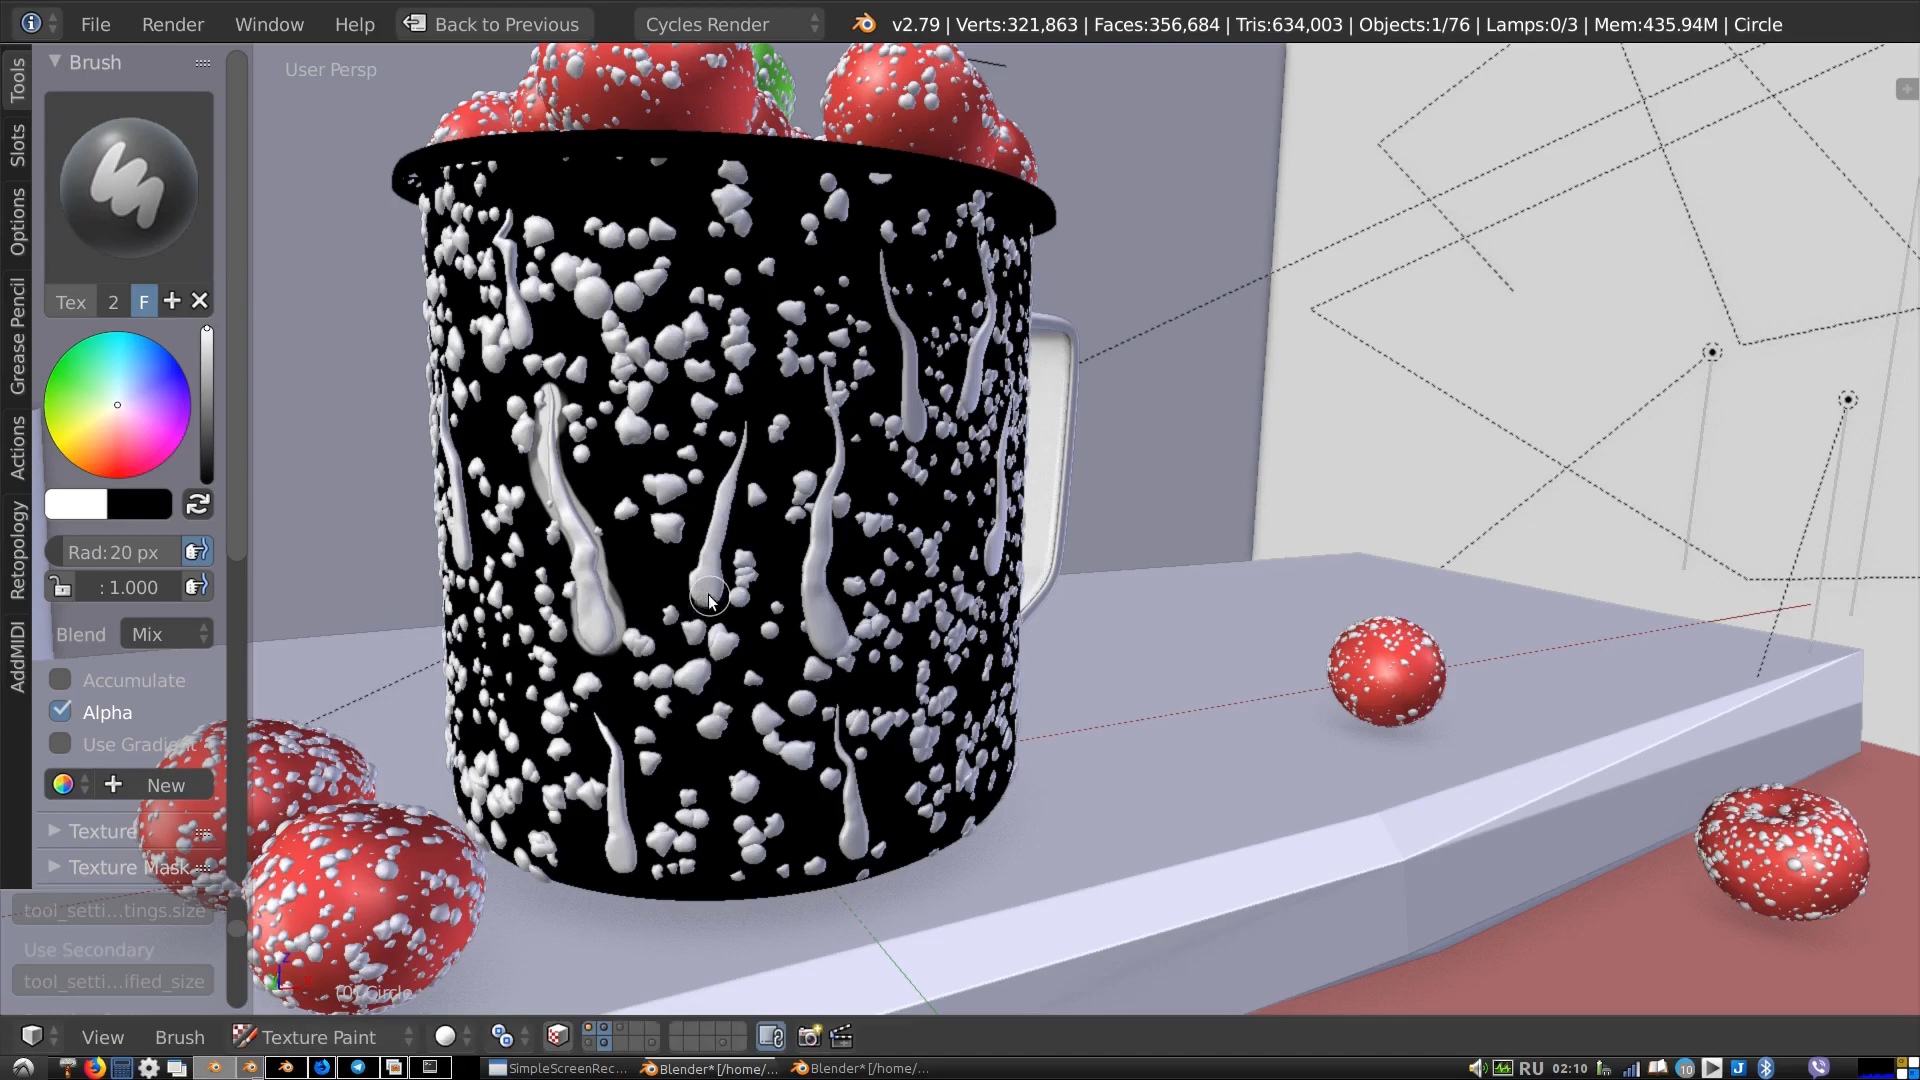 File Render Window Help Back to Previous Cycles Render v2.79 | Verts:321,863 | Faces:356,684 | Tris:634,003 | Objects:1/76 | Lamps:0/3 | Mem:435.94M | Circle
Tools
Slots
Options
Grease Pencil
Actions
Retopology
AddMIDI
Brush
User Persp
Tex 2 F
Rad: 20 px
: 1.000
Blend Mix
Accumulate
Alpha
Use Gradient
New
Texture
Texture Mask
tool_setti...tings.size
Use Secondary
tool_setti...ified_size
(0) Circle
View Brush Texture Paint
SimpleScreenRec... Blender* [/home/... Blender* [/home/... RU 02:10 10